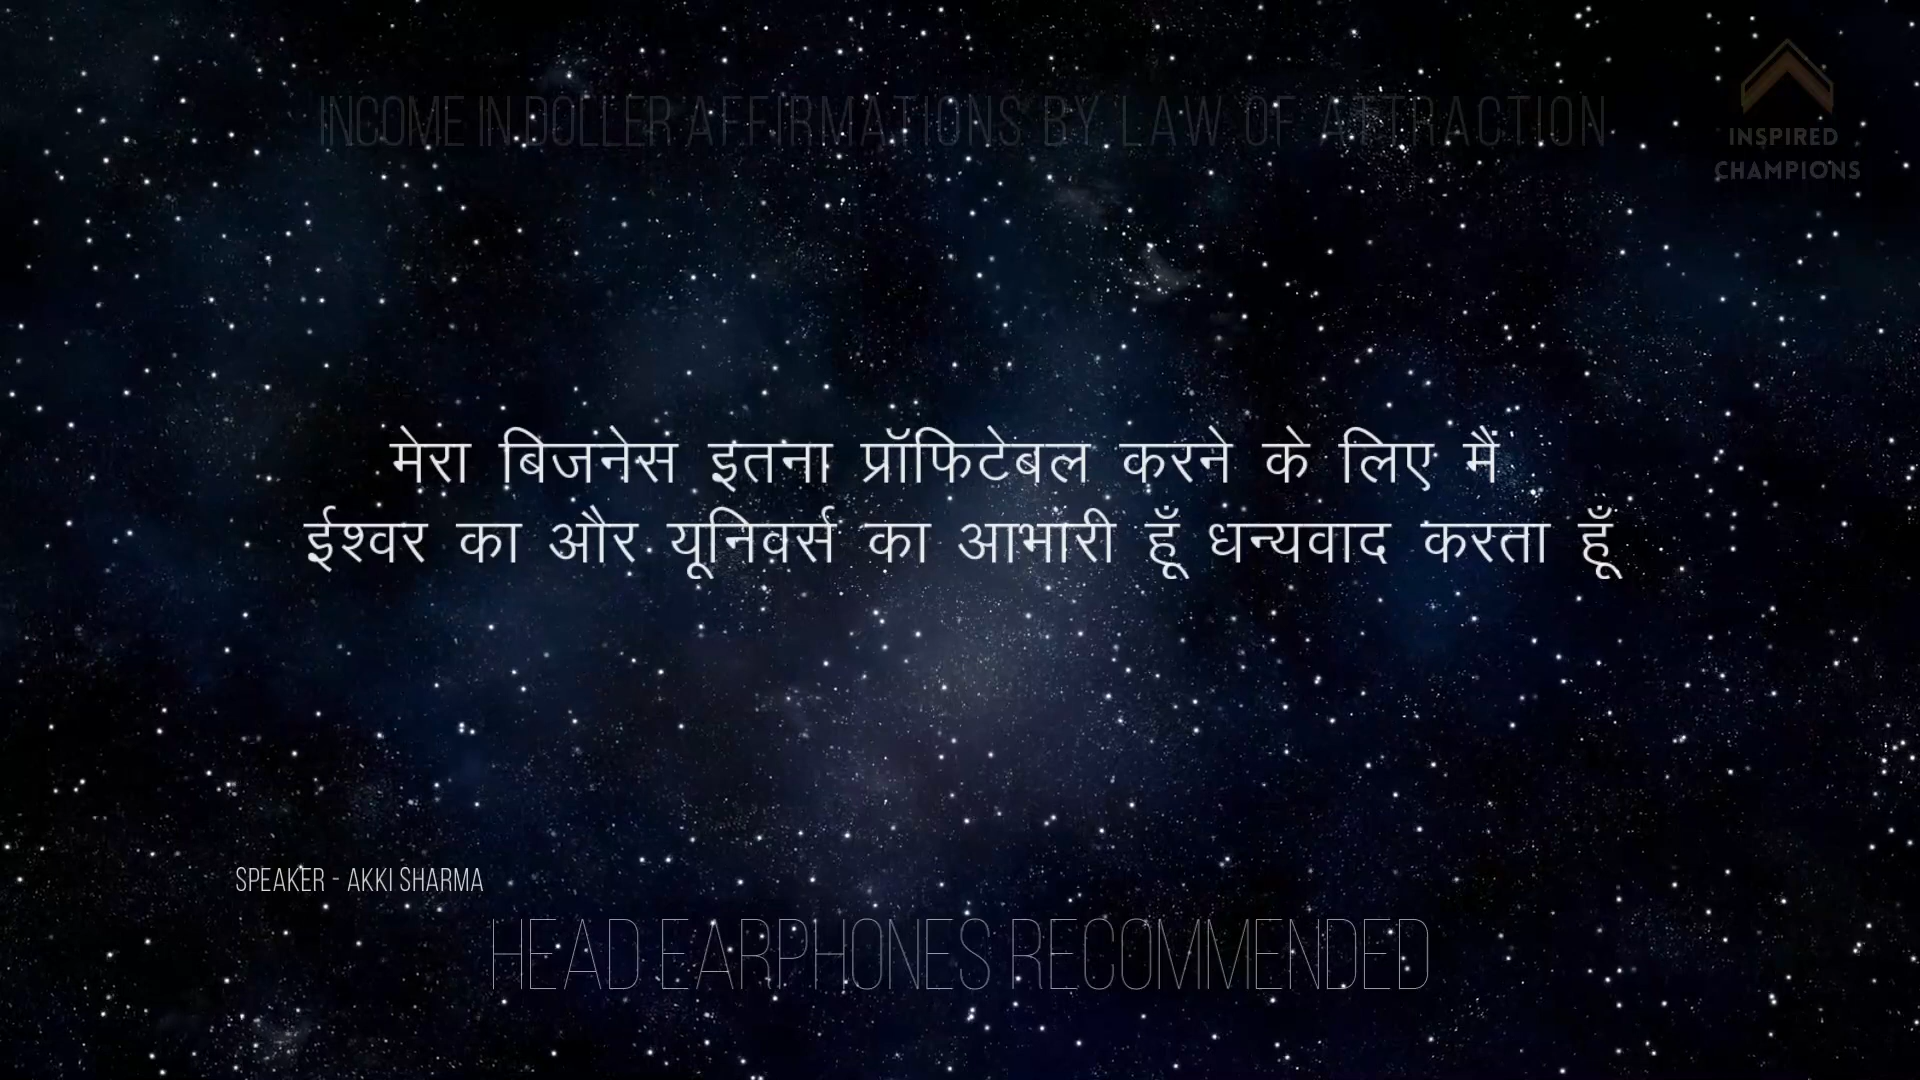 INCOME IN DOLLER AFFIRMATIONS BY LAW OF ATTRACTION
INSPIRED
CHAMPIONS
मेरा बिजनेस इतना प्रॉफिटेबल करने के लिए मैं
ईश्वर का और यूनिवर्स का आभारी हूँ धन्यवाद करता हूँ
SPEAKER - AKKI SHARMA
HEAD EARPHONES RECOMMENDED